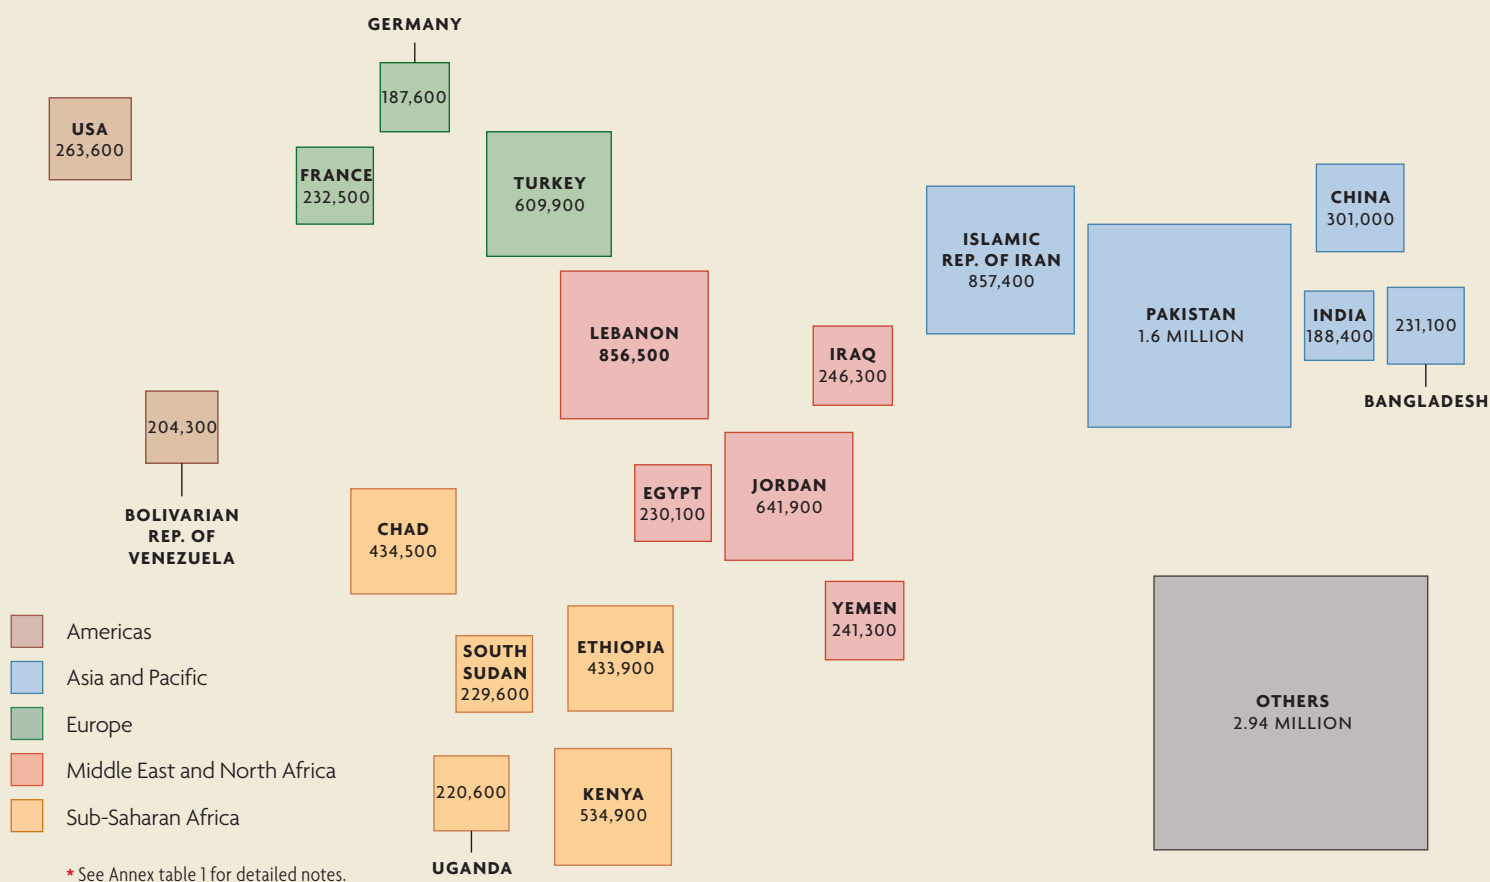 GERMANY
187,600
USA
263,600
FRANCE
232,500
TURKEY
609,900
CHINA
301,000
ISLAMIC
REP. OF IRAN
857,400
PAKISTAN
1.6 MILLION
INDIA
188,400
231,100
BANGLADESH
LEBANON
856,500
IRAQ
246,300
204,300
BOLIVARIAN
REP. OF
VENEZUELA
CHAD
434,500
EGYPT
230,100
JORDAN
641,900
YEMEN
241,300
SOUTH
SUDAN
229,600
ETHIOPIA
433,900
220,600
UGANDA
KENYA
534,900
OTHERS
2.94 MILLION
Americas
Asia and Pacific
Europe
Middle East and North Africa
Sub-Saharan Africa
* See Annex table 1 for detailed notes.